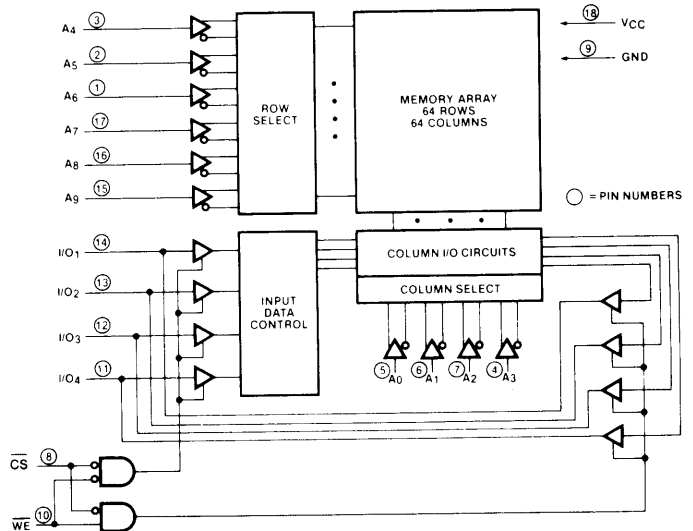 A4 3
A5 2
A6 1
A7 17
A8 16
A9 15
ROW
SELECT
MEMORY ARRAY
64 ROWS
64 COLUMNS
18 VCC
9 GND
= PIN NUMBERS
I/O1 14
I/O2 13
I/O3 12
I/O4 11
INPUT
DATA
CONTROL
COLUMN I/O CIRCUITS
COLUMN SELECT
5 A0 6 A1 7 A2 4 A3
C̅S̅ 8
W̅E̅ 10